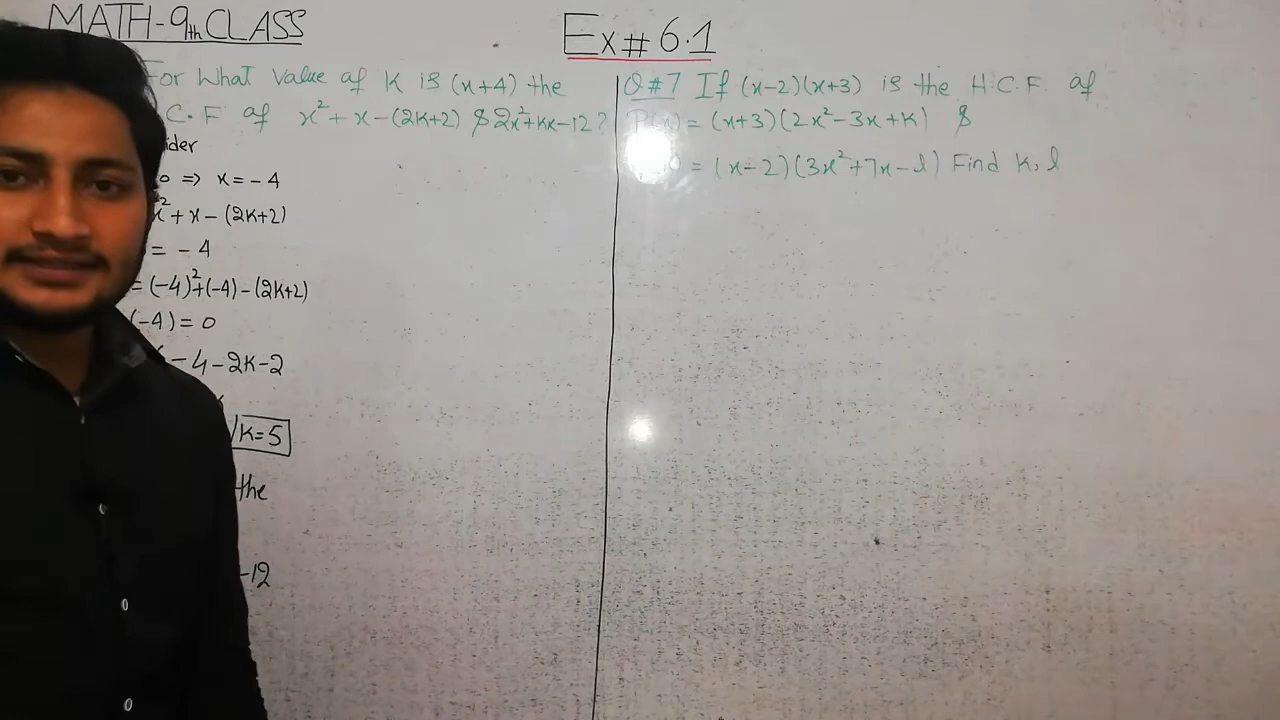 MATH-9th CLASS
Ex# 6.1
For What Value of K is (x+4) the
C.F of x²+x-(2K+2) & 2x²+Kx-12?
ider
0 ⇒ x=-4
x²+x-(2K+2)
= -4
=(-4)²+(-4)-(2K+2)
(-4)=0
-4-2K-2
K=5
the
-12
Q#7 If (x-2)(x+3) is the H.C.F. of
P(x)=(x+3)(2x²-3x+K) &
=(x-2)(3x²+7x-l) Find K, l